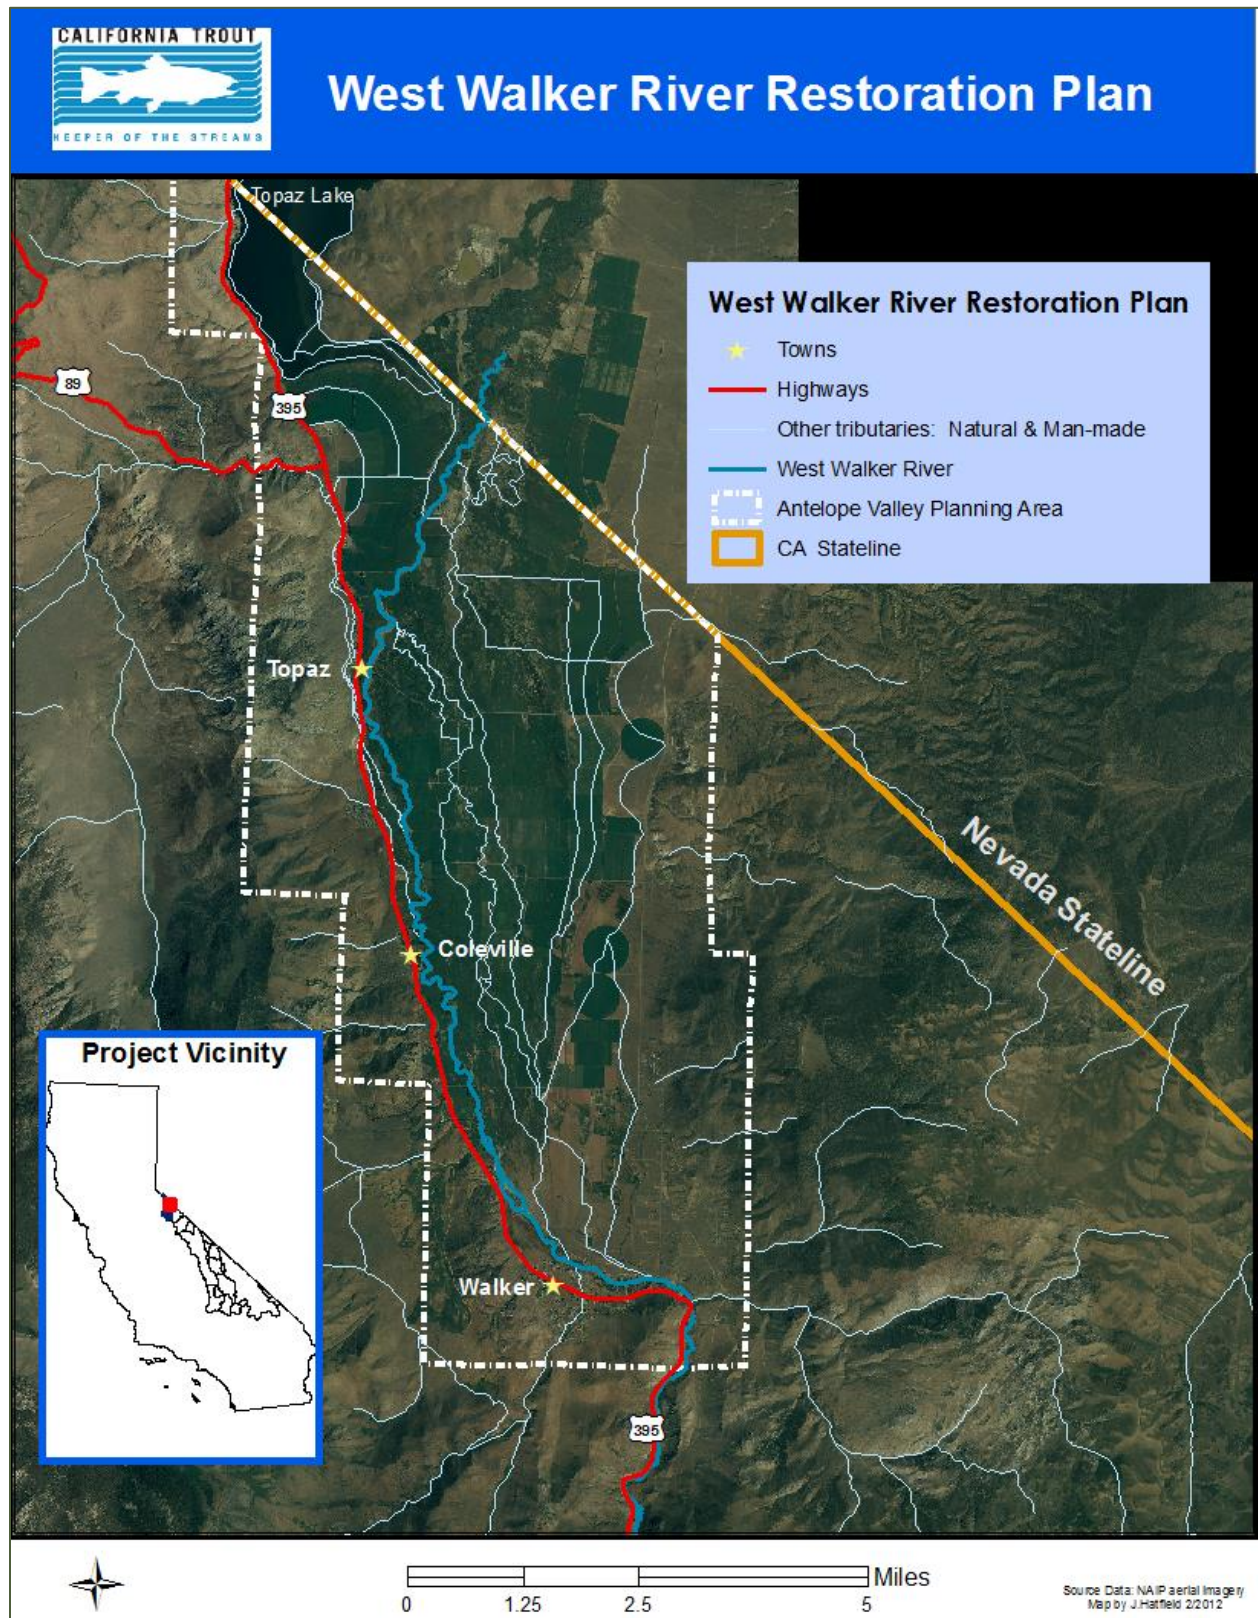 CALIFORNIA TROUT
KEEPER OF THE STREAMS
West Walker River Restoration Plan
Topaz Lake
West Walker River Restoration Plan
Towns
Highways
Other tributaries: Natural & Man-made
West Walker River
Antelope Valley Planning Area
CA Stateline
89
395
Topaz
Nevada Stateline
Coleville
Project Vicinity
Walker
395
Miles
0 1.25 2.5 5
Source Data: NAIP aerial imagery
Map by J.Hatfield 2/2012